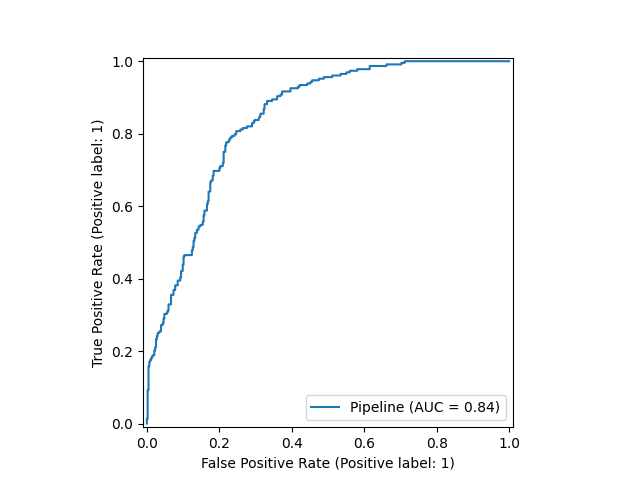 1.0
0.8
0.6
0.4
0.2
0.0
True Positive Rate (Positive label: 1)
Pipeline (AUC = 0.84)
0.0 0.2 0.4 0.6 0.8 1.0
False Positive Rate (Positive label: 1)